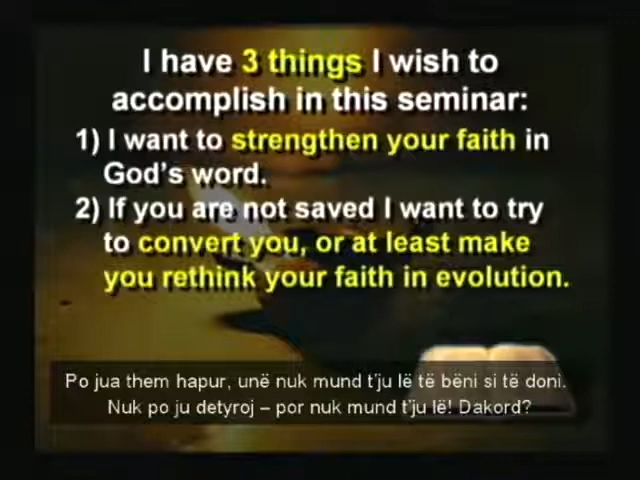 I have 3 things I wish to
accomplish in this seminar:
1) I want to strengthen your faith in
God's word.
2) If you are not saved I want to try
to convert you, or at least make
you rethink your faith in evolution.
Po jua them hapur, unë nuk mund t'ju lë të bëni si të doni.
Nuk po ju detyroj – por nuk mund t'ju lë! Dakord?